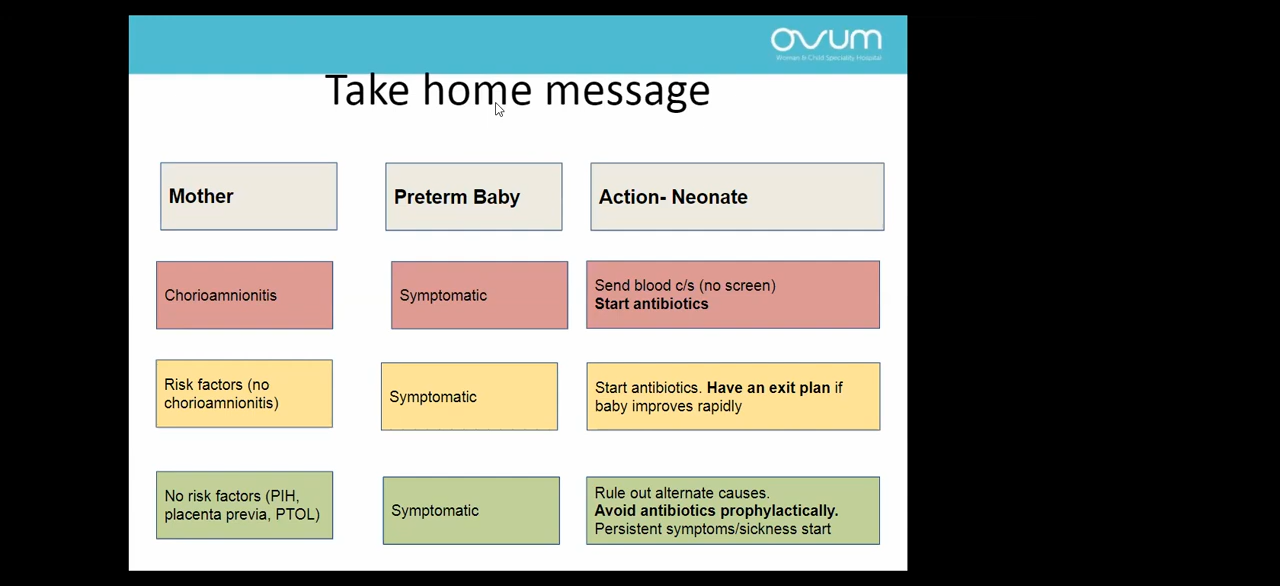 Ovum
Women & Child Speciality Hospital
Take home message
Mother
Preterm Baby
Action- Neonate
Chorioamnionitis
Symptomatic
Send blood c/s (no screen)
Start antibiotics
Risk factors (no
chorioamnionitis)
Symptomatic
Start antibiotics. Have an exit plan if
baby improves rapidly
No risk factors (PIH,
placenta previa, PTOL)
Symptomatic
Rule out alternate causes.
Avoid antibiotics prophylactically.
Persistent symptoms/sickness start